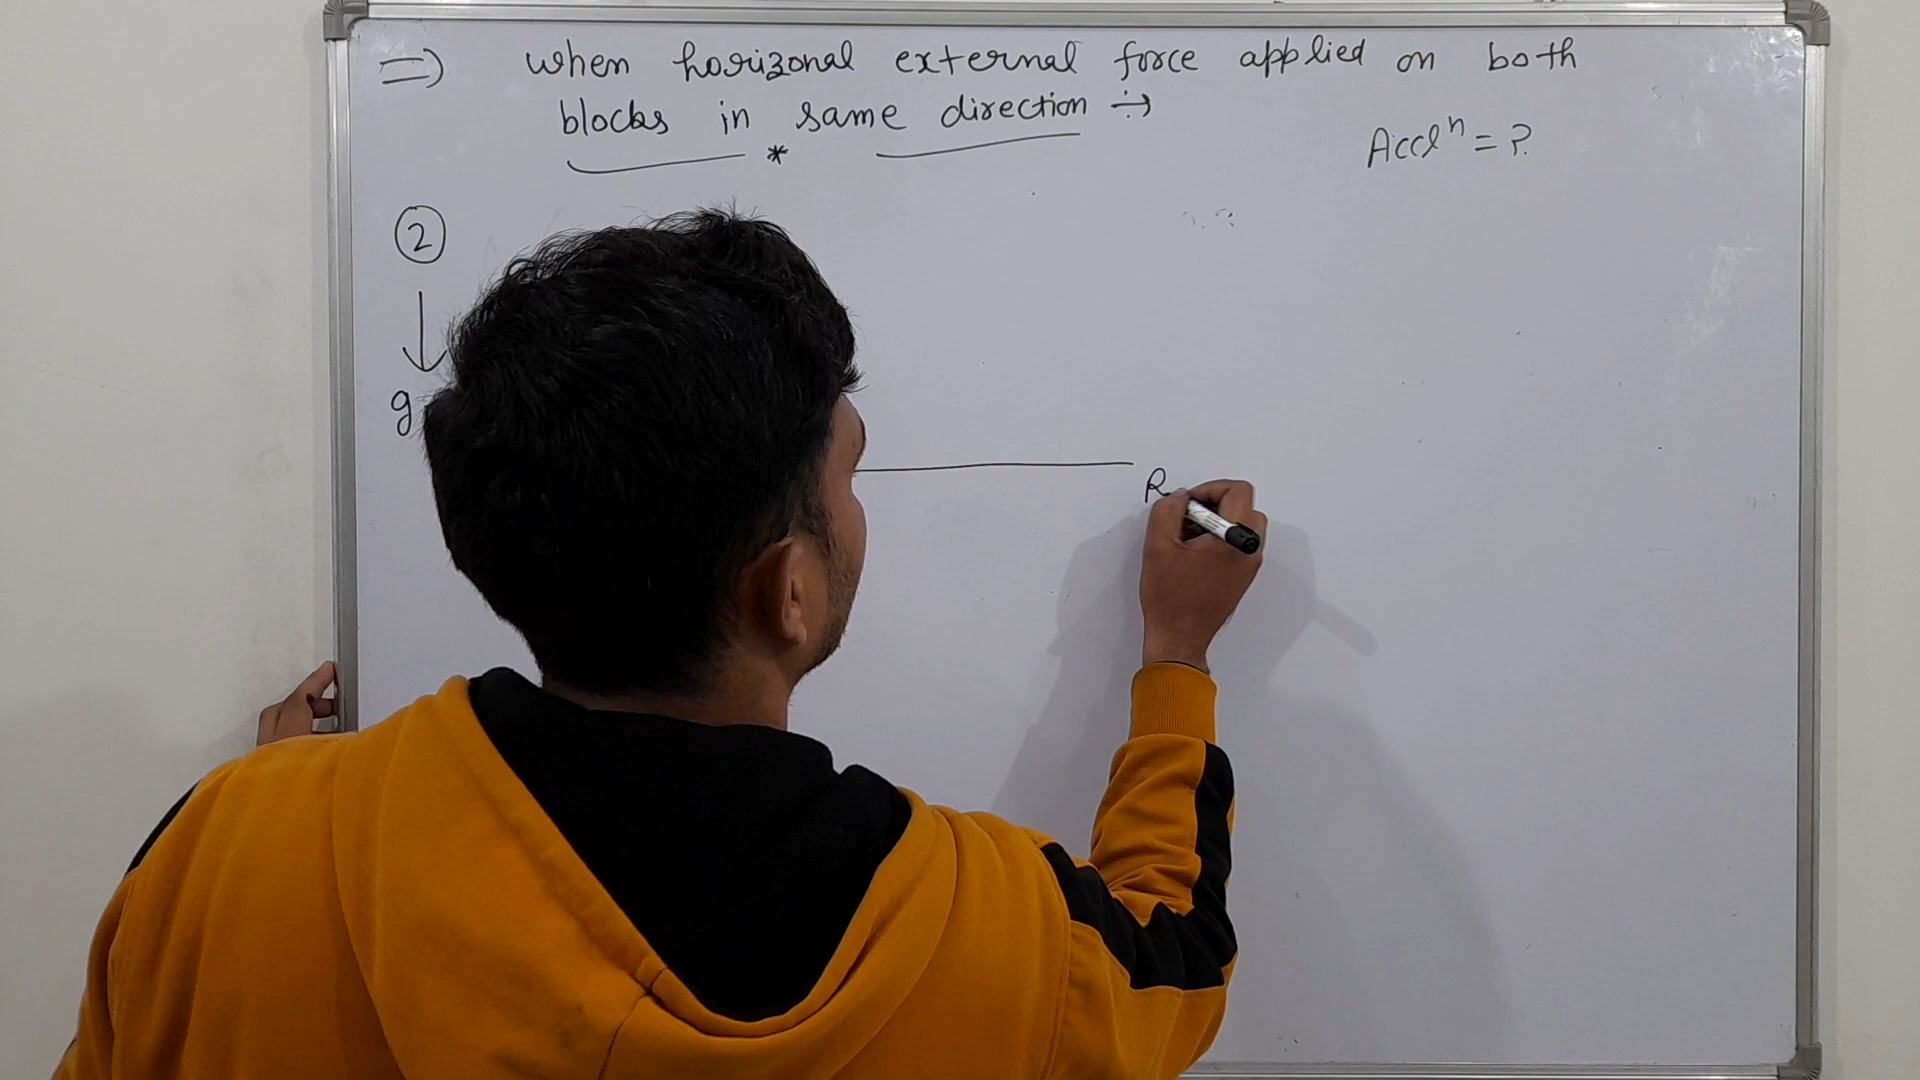 =) when horizonal external force applied on both
blocks in same direction ÷→
*
Accl^n = ?
2
g
R